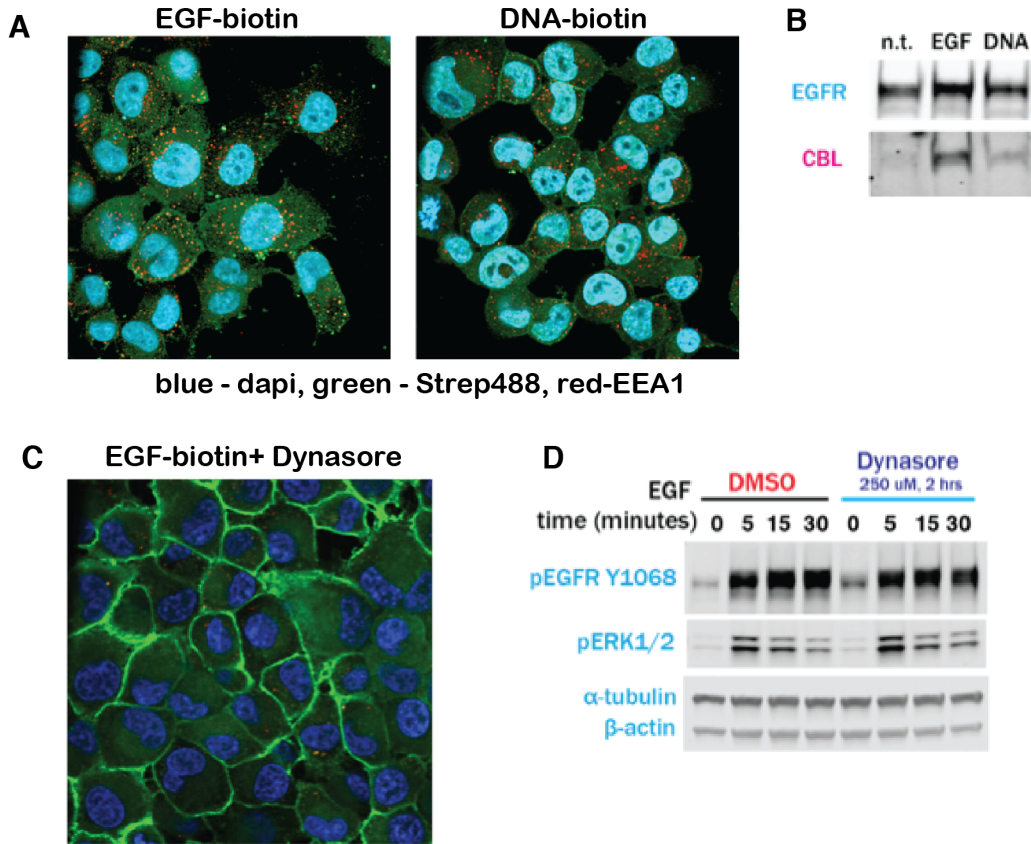 A
EGF-biotin
DNA-biotin
blue - dapi, green - Strep488, red-EEA1
B
n.t. EGF DNA
EGFR
CBL
C
EGF-biotin+ Dynasore
D
EGF
DMSO
Dynasore
250 uM, 2 hrs
time (minutes) 0 5 15 30 0 5 15 30
pEGFR Y1068
pERK1/2
α-tubulin
β-actin